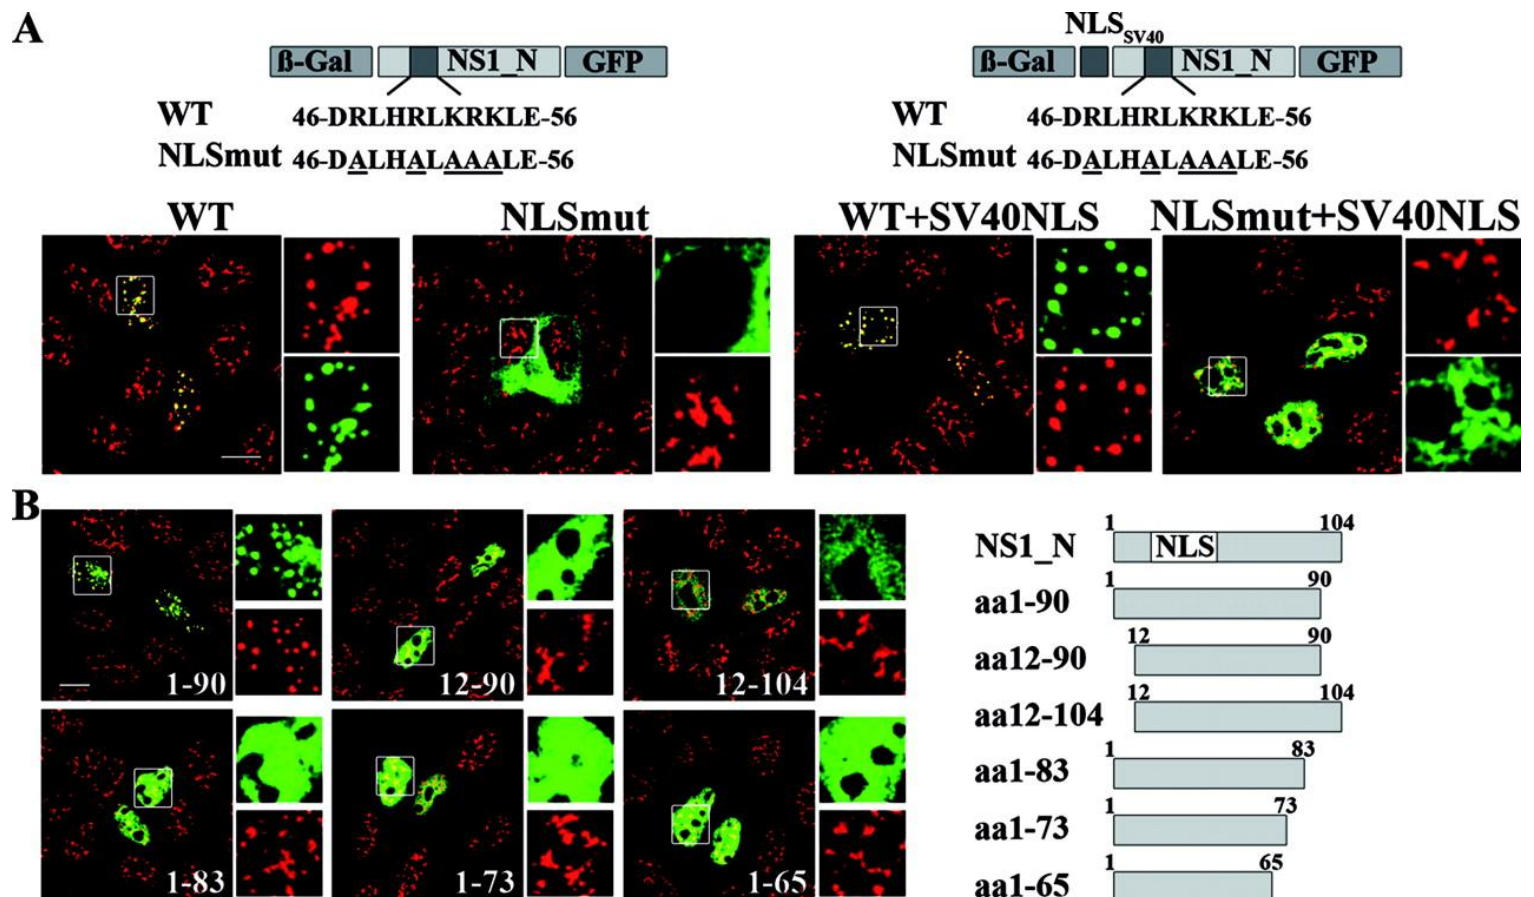 A
ß-Gal NS1_N GFP
WT 46-DRLHRLKRKLE-56
NLSmut 46-DALHALAAALE-56
NLSSV40
ß-Gal NS1_N GFP
WT 46-DRLHRLKRKLE-56
NLSmut 46-DALHALAAALE-56
WT NLSmut WT+SV40NLS NLSmut+SV40NLS
B
1-90 12-90 12-104
1-83 1-73 1-65
1 104
NS1_N NLS
1 90
aa1-90
12 90
aa12-90
12 104
aa12-104
1 83
aa1-83
1 73
aa1-73
1 65
aa1-65